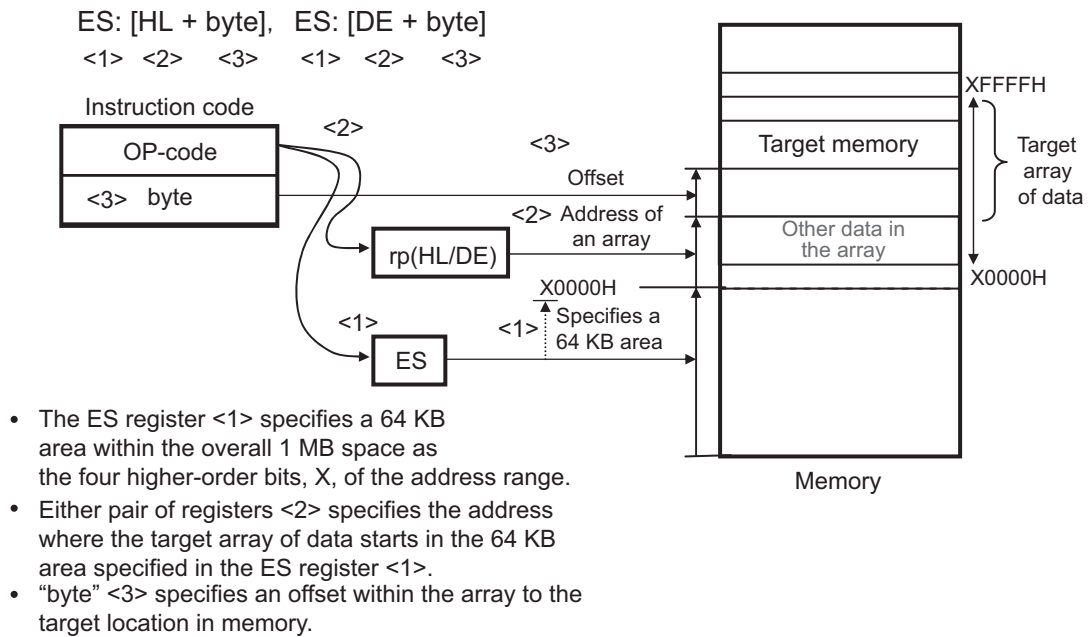 ES: [HL + byte], ES: [DE + byte]
<1> <2> <3> <1> <2> <3>
Instruction code
OP-code
<3> byte
<2>
<3>
Offset
<2> Address of
an array
rp(HL/DE)
X0000H
<1>
<1> Specifies a
64 KB area
ES
XFFFFH
Target memory
Target
array
of data
Other data in
the array
X0000H
Memory
• The ES register <1> specifies a 64 KB
area within the overall 1 MB space as
the four higher-order bits, X, of the address range.
• Either pair of registers <2> specifies the address
where the target array of data starts in the 64 KB
area specified in the ES register <1>.
• “byte” <3> specifies an offset within the array to the
target location in memory.